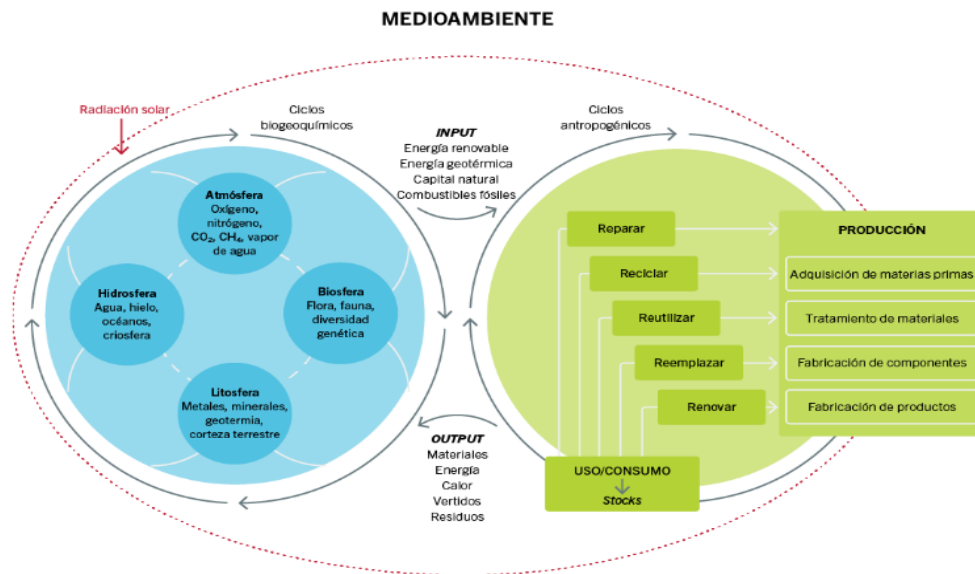 MEDIOAMBIENTE
Radiación solar
Ciclos
biogeoquímicos
INPUT
Energía renovable
Energía geotérmica
Capital natural
Combustibles fósiles
Ciclos
antropogénicos
Atmósfera
Oxígeno,
nitrógeno,
CO₂, CH₄, vapor
de agua
Hidrosfera
Agua, hielo,
océanos,
criosfera
Biosfera
Flora, fauna,
diversidad
genética
Litosfera
Metales, minerales,
geotermia,
corteza terrestre
OUTPUT
Materiales
Energía
Calor
Vertidos
Residuos
Reparar
Reciclar
Reutilizar
Reemplazar
Renovar
PRODUCCIÓN
Adquisición de materias primas
Tratamiento de materiales
Fabricación de componentes
Fabricación de productos
USO/CONSUMO
Stocks